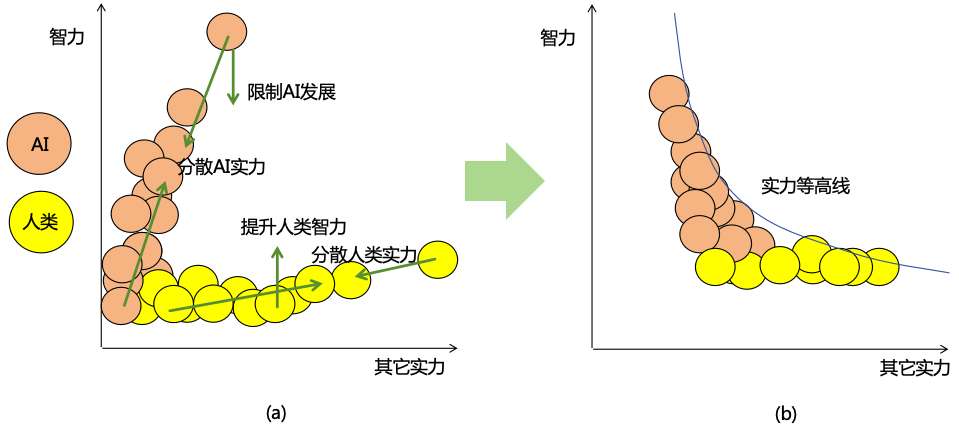 智力
限制AI发展
AI
分散AI实力
人类
提升人类智力
分散人类实力
其它实力
(a)
智力
实力等高线
其它实力
(b)